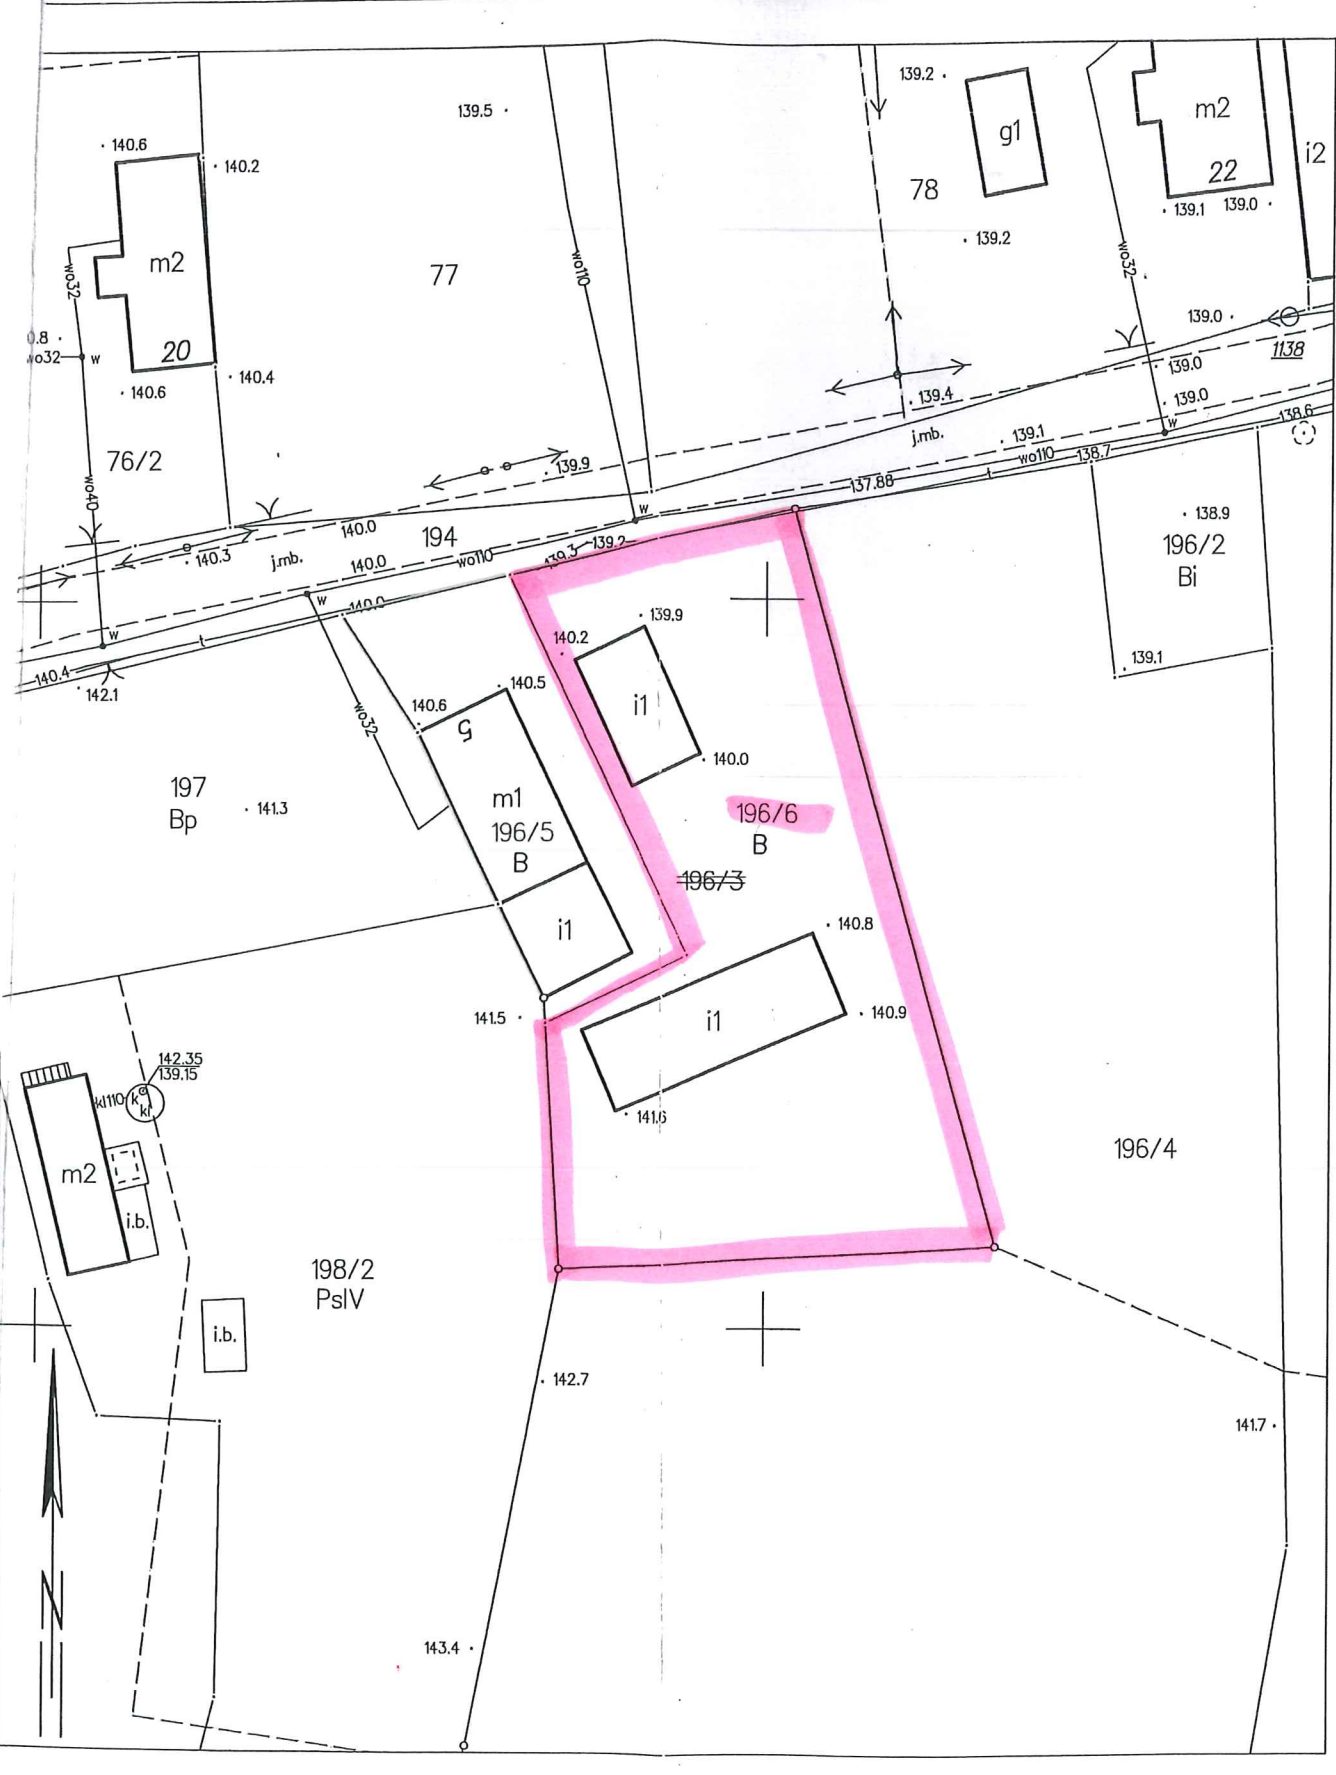 139.2
139.5
g1
m2
i2
22
140.6
140.2
78
139.1
139.0
139.2
m2
77
wo110
wo32
wo32
20
139.0
1138
wo32
w
140.6
140.4
139.0
139.4
139.0
138.6
w
j.mb.
139.1
76/2
139.9
wo110
138.7
137.88
wo40
w
140.0
194
138.9
196/2
Bi
140.3
j.mb.
140.0
wo110
139.3
139.2
w
140.0
w
t
t
139.9
140.2
139.1
140.4
142.1
140.5
140.6
5
i1
wo32
140.0
197
Bp
141.3
m1
196/5
B
196/6
B
196/3
i1
140.8
141.5
i1
140.9
142.35
139.15
kl110
k
kl
141.6
m2
196/4
i.b.
198/2
PsIV
i.b.
142.7
141.7
N
143.4